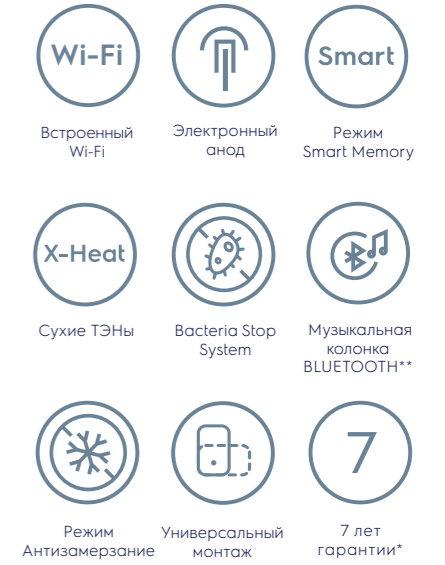 Wi-Fi
Smart
Встроенный
Wi-Fi
Электронный
анод
Режим
Smart Memory
X-Heat
Сухие ТЭНы
Bacteria Stop
System
Музыкальная
колонка
BLUETOOTH**
7
Режим
Антизамерзание
Универсальный
монтаж
7 лет
гарантии*